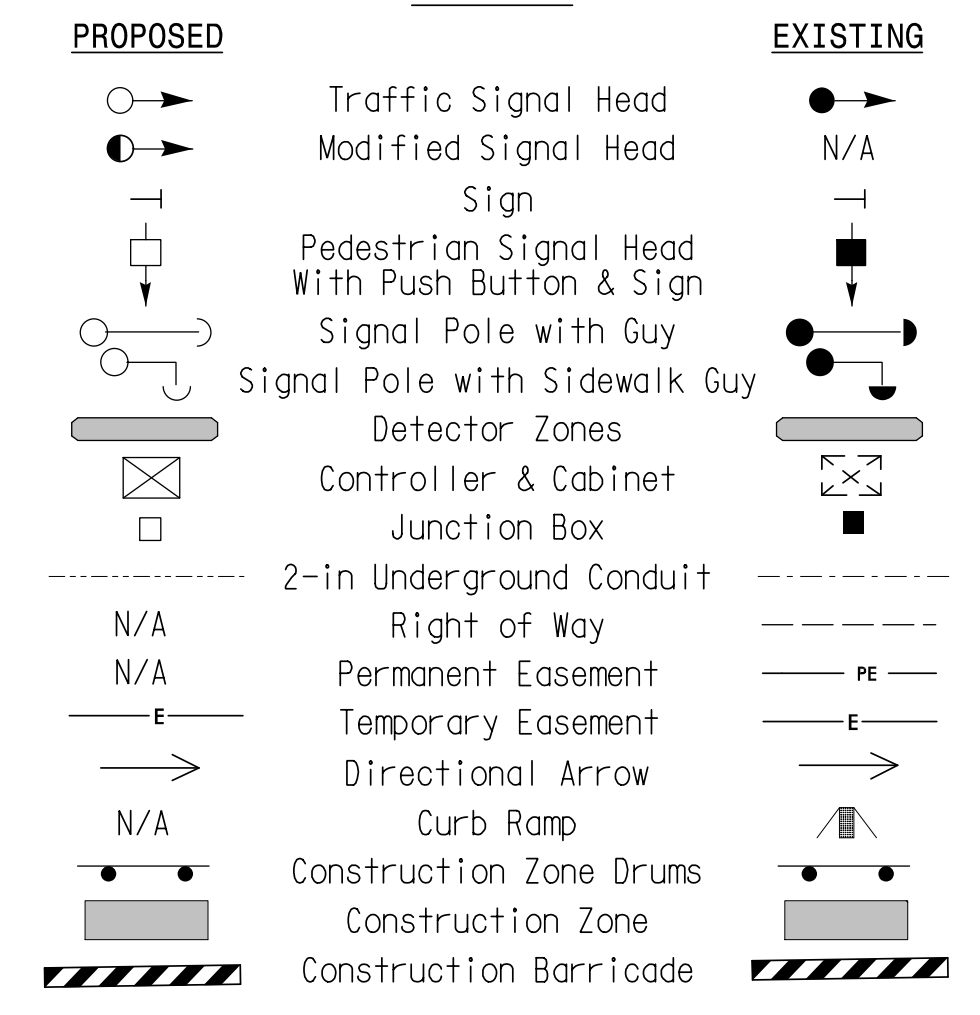 PROPOSED EXISTING
Traffic Signal Head
Modified Signal Head N/A
Sign
Pedestrian Signal Head
With Push Button & Sign
Signal Pole with Guy
Signal Pole with Sidewalk Guy
Detector Zones
Controller & Cabinet
Junction Box
2-in Underground Conduit
N/A Right of Way
N/A Permanent Easement PE
E Temporary Easement E
Directional Arrow
N/A Curb Ramp
Construction Zone Drums
Construction Zone
Construction Barricade